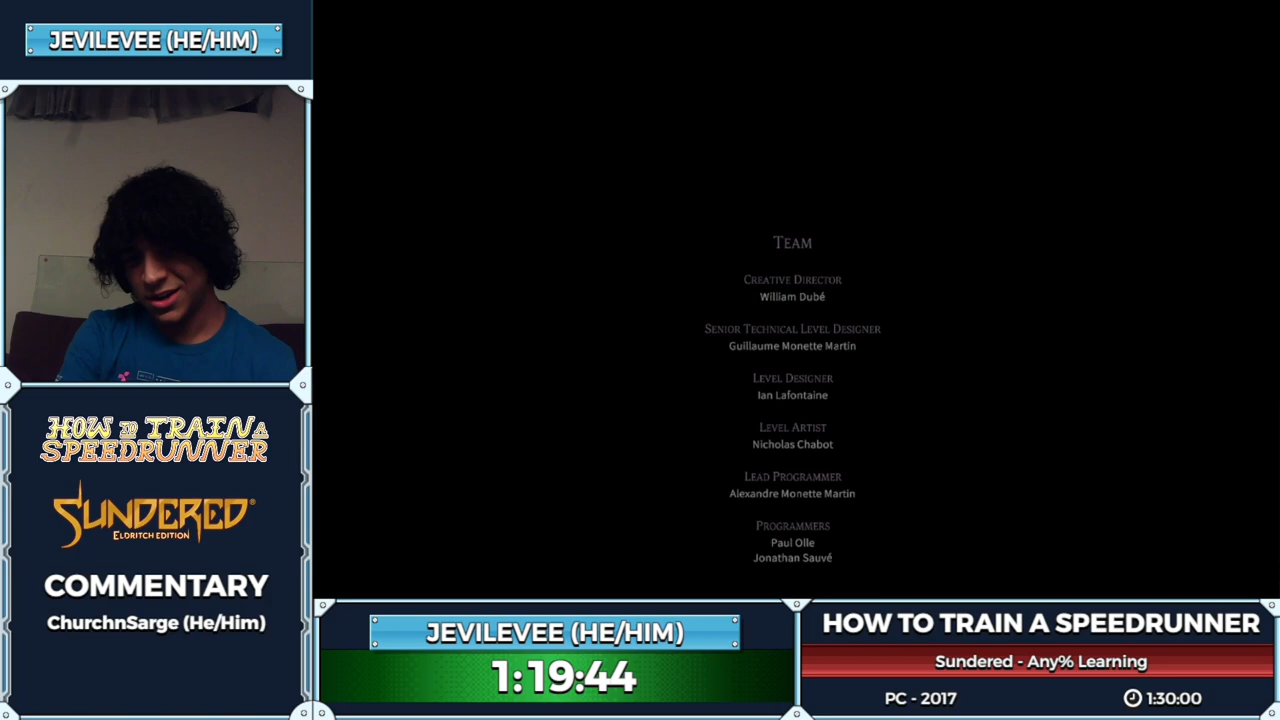 JEVILEVEE (HE/HIM)
TEAM
CREATIVE DIRECTOR
William Dubé
SENIOR TECHNICAL LEVEL DESIGNER
Guillaume Monette Martin
LEVEL DESIGNER
Ian Lafontaine
LEVEL ARTIST
Nicholas Chabot
LEAD PROGRAMMER
Alexandre Monette Martin
PROGRAMMERS
Paul Olle
Jonathan Sauvé
HOW TO TRAIN A
SPEEDRUNNER
SUNDERED®
ELDRITCH EDITION
COMMENTARY
ChurchnSarge (He/Him)
JEVILEVEE (HE/HIM)
1:19:44
HOW TO TRAIN A SPEEDRUNNER
Sundered - Any% Learning
PC - 2017
1:30:00